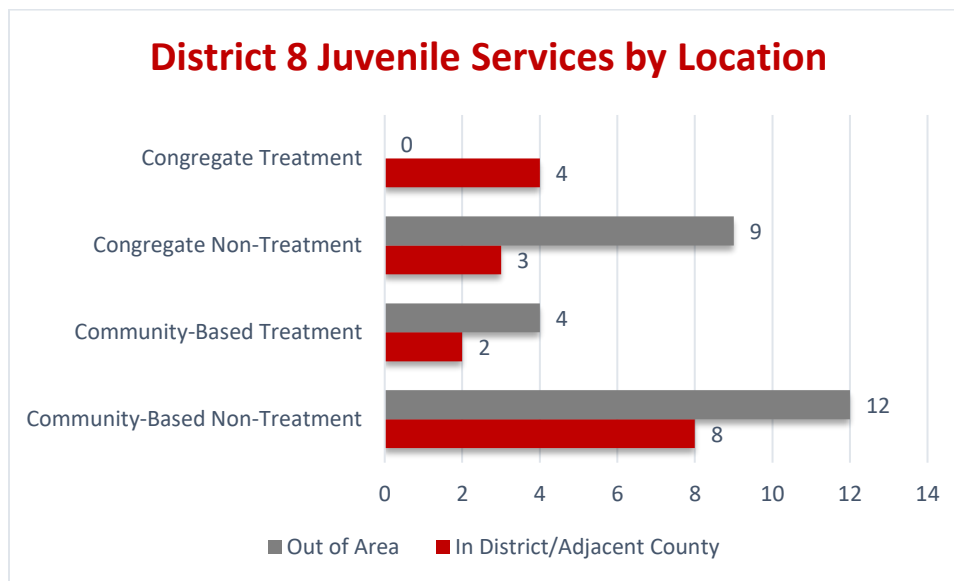 District 8 Juvenile Services by Location
Congregate Treatment
0
4
Congregate Non-Treatment
9
3
Community-Based Treatment
4
2
Community-Based Non-Treatment
12
8
0 2 4 6 8 10 12 14
Out of Area In District/Adjacent County